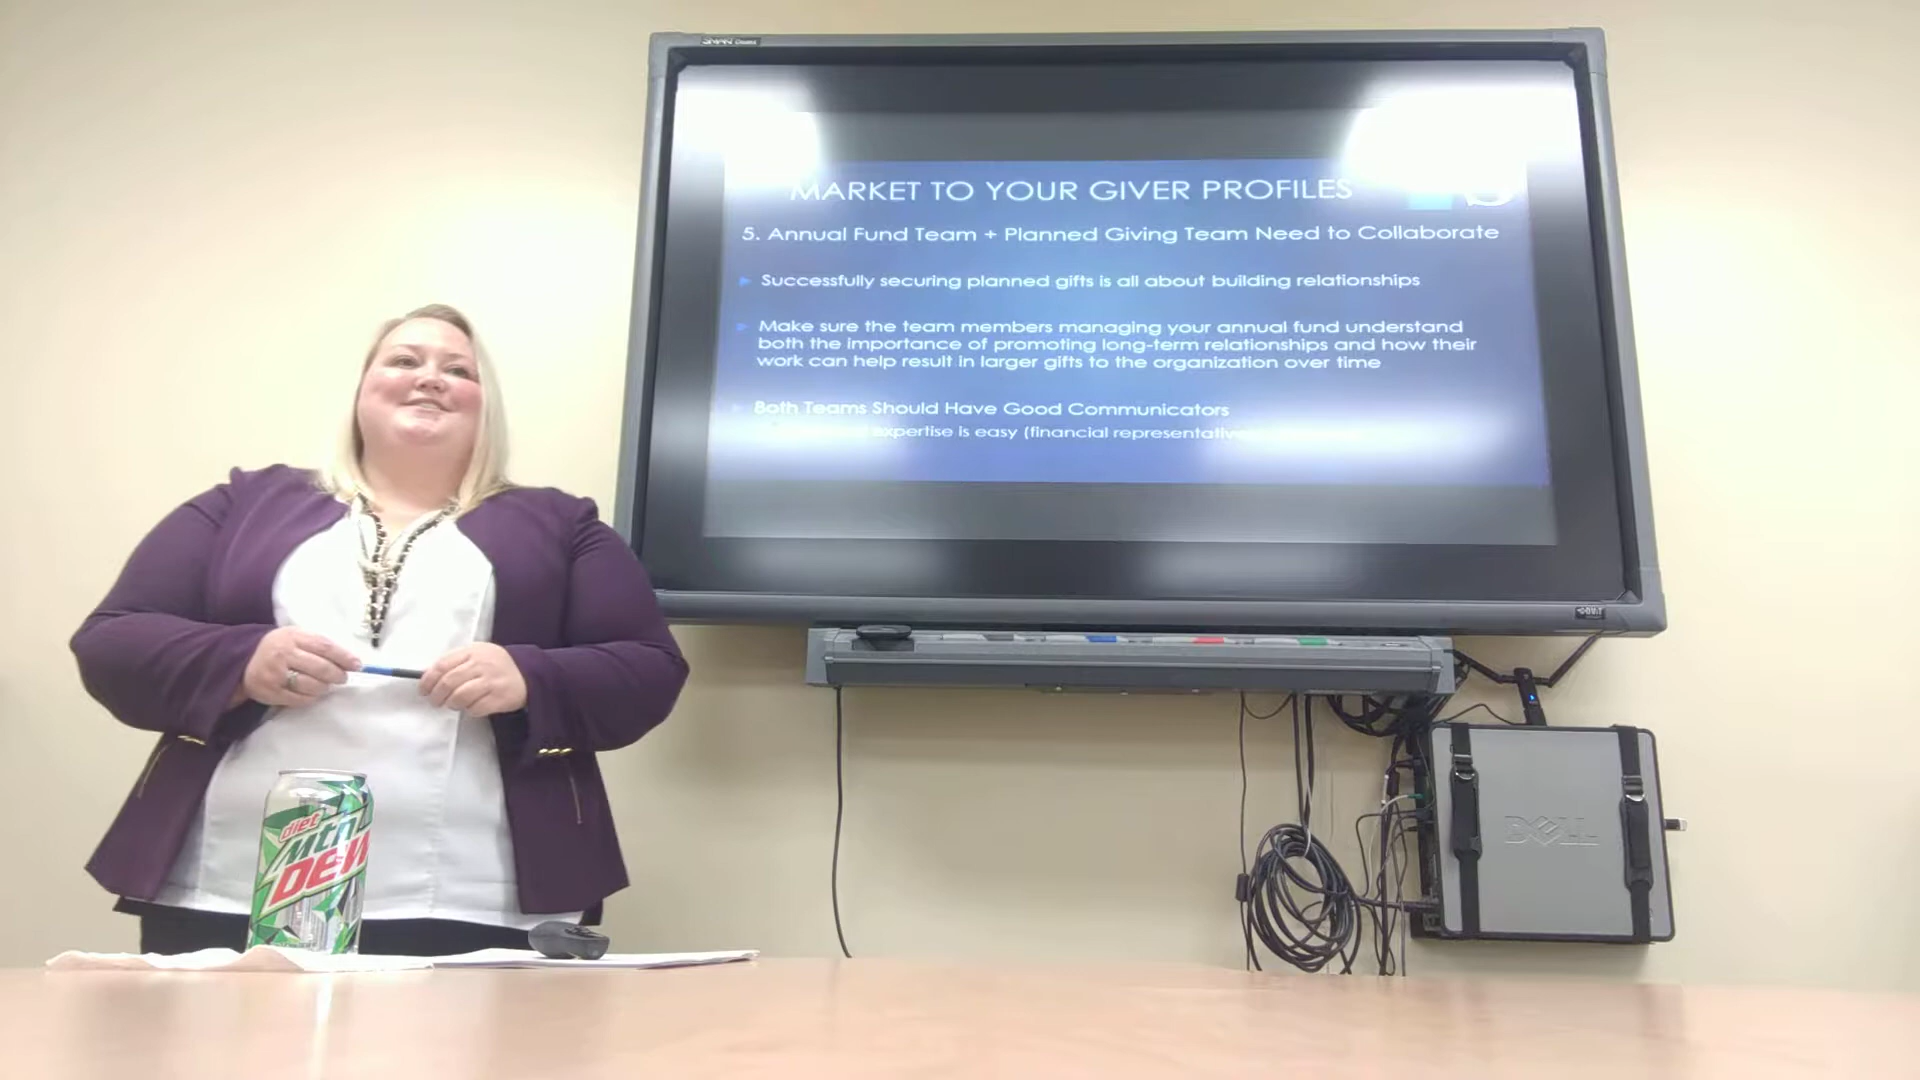 SMART Board
MARKET TO YOUR GIVER PROFILES
5. Annual Fund Team + Planned Giving Team Need to Collaborate
Successfully securing planned gifts is all about building relationships
Make sure the team members managing your annual fund understand
both the importance of promoting long-term relationships and how their
work can help result in larger gifts to the organization over time
Both Teams Should Have Good Communicators
expertise is easy (financial representative
diet
Mtn
DEW
DELL